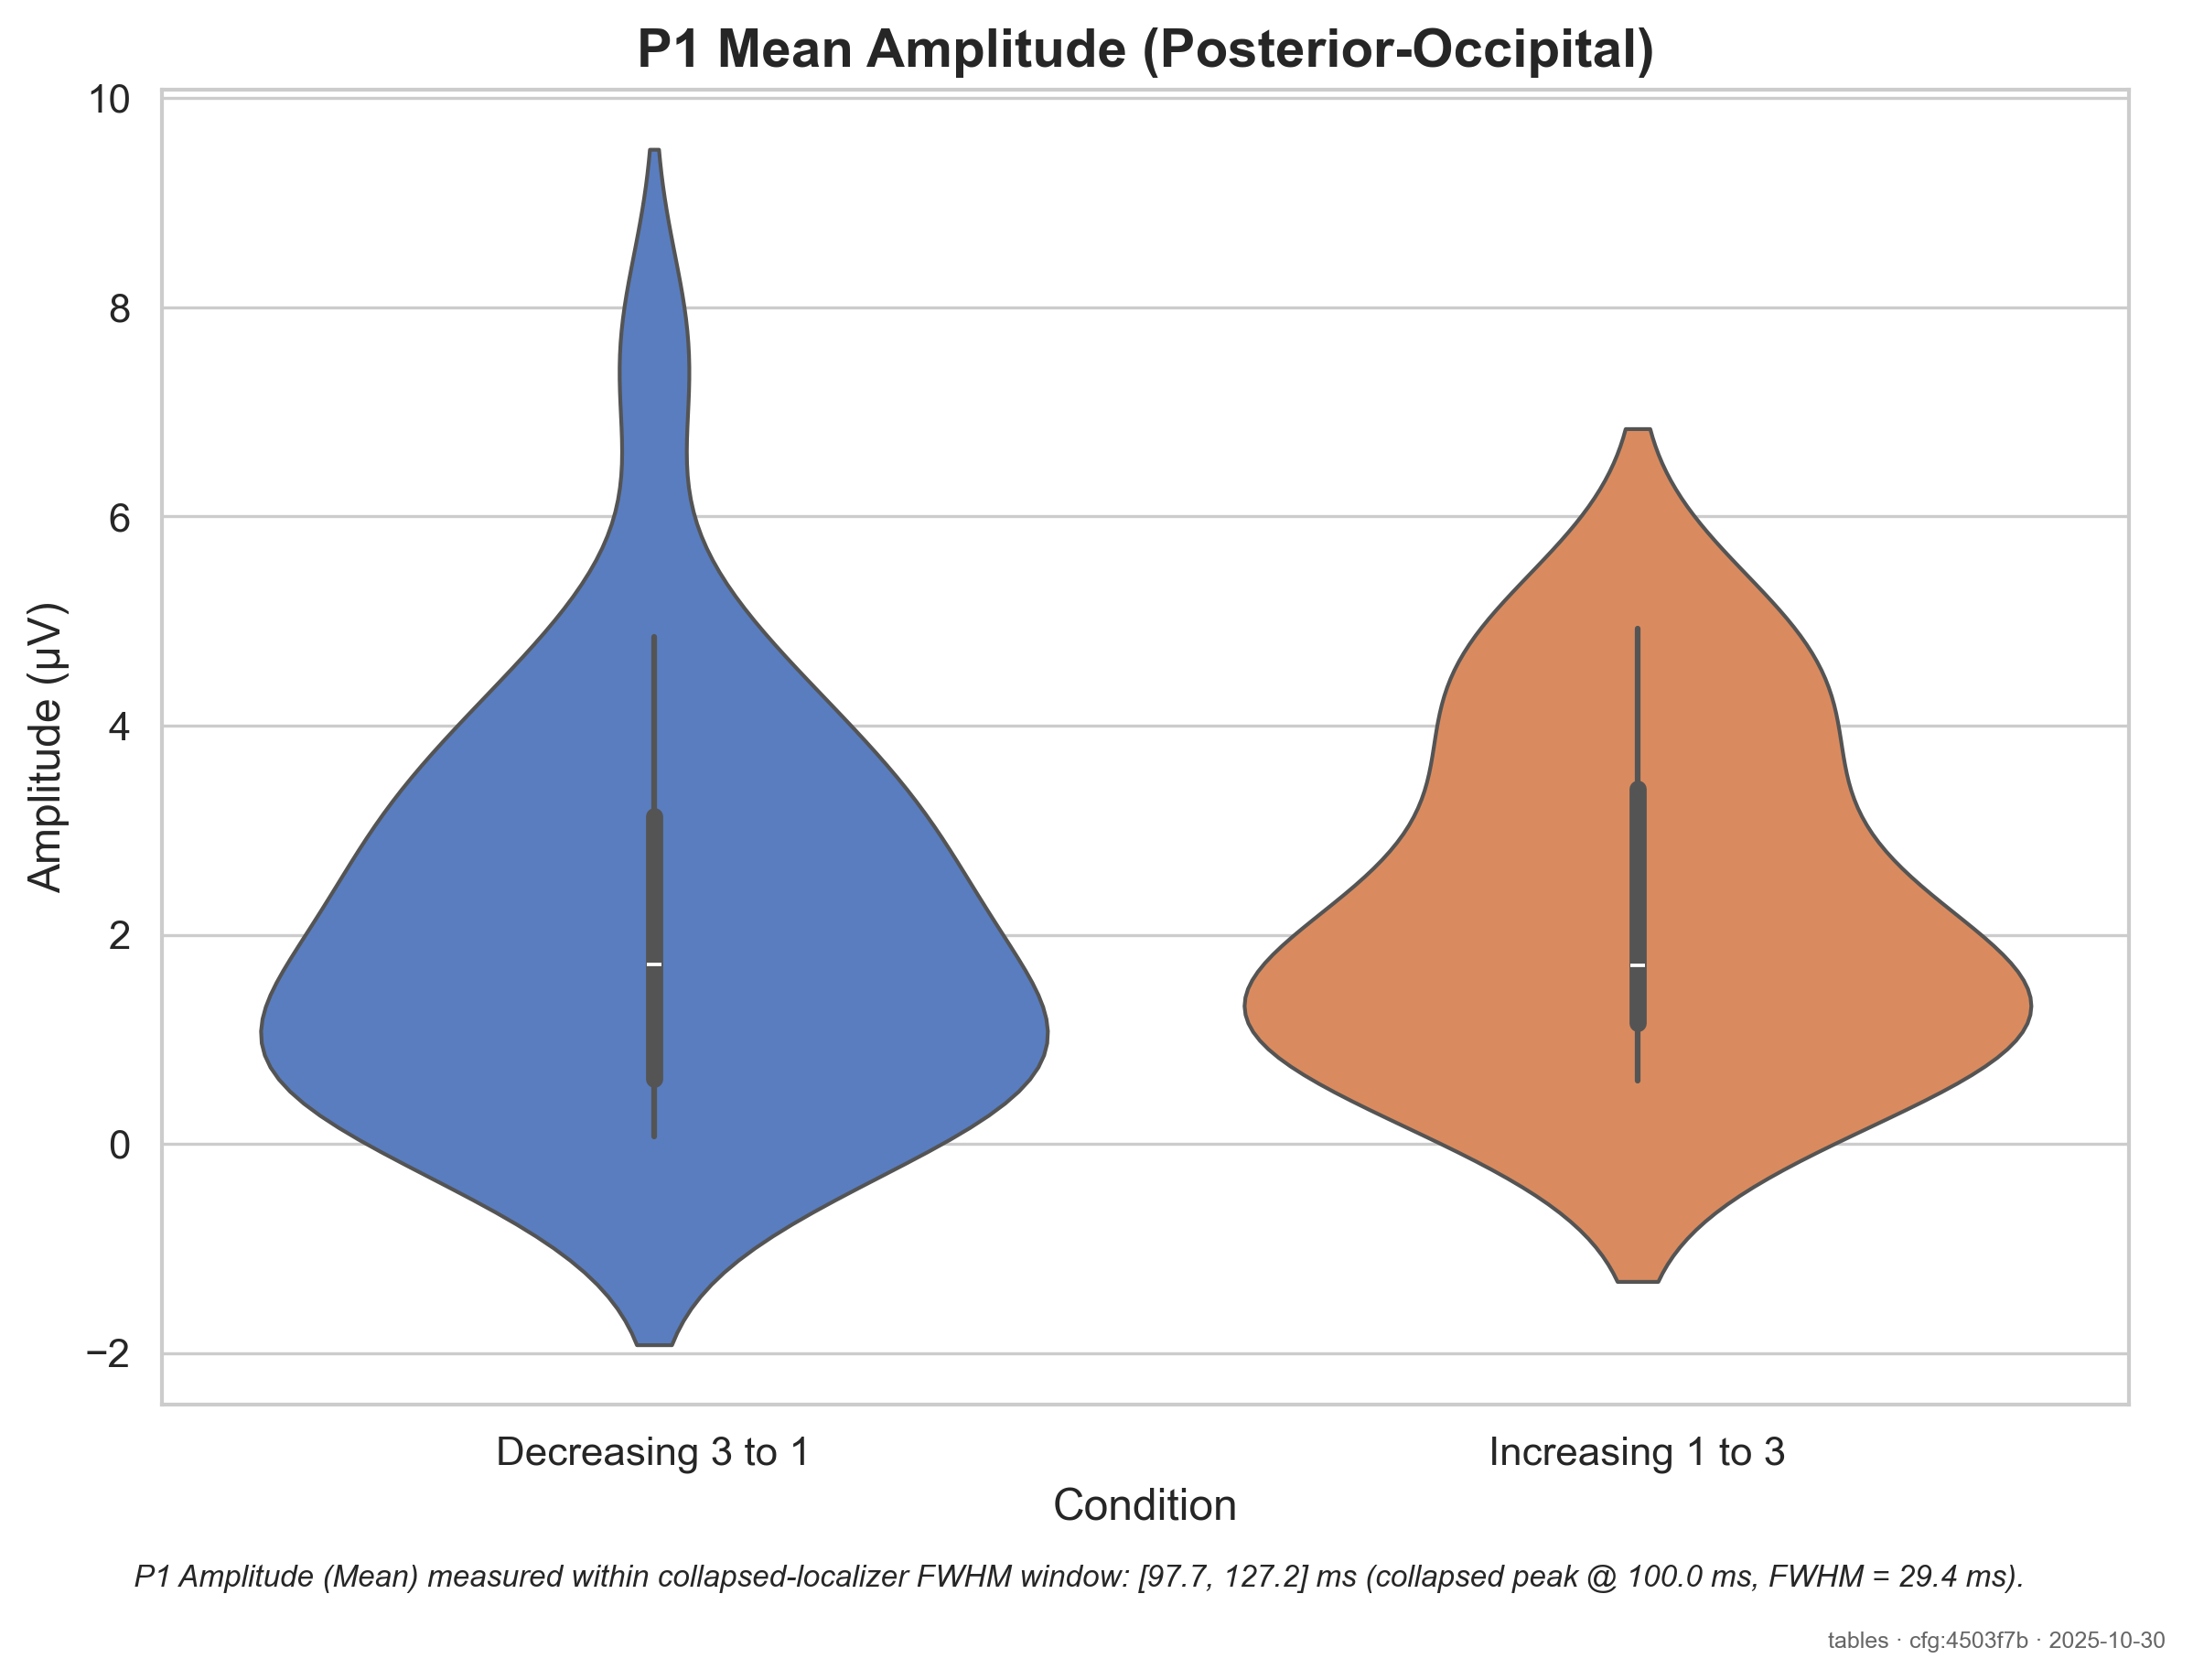 P1 Mean Amplitude (Posterior-Occipital)
10
8
6
4
2
0
−2
Amplitude (µV)
Decreasing 3 to 1
Increasing 1 to 3
Condition
P1 Amplitude (Mean) measured within collapsed-localizer FWHM window: [97.7, 127.2] ms (collapsed peak @ 100.0 ms, FWHM = 29.4 ms).
tables · cfg:4503f7b · 2025-10-30